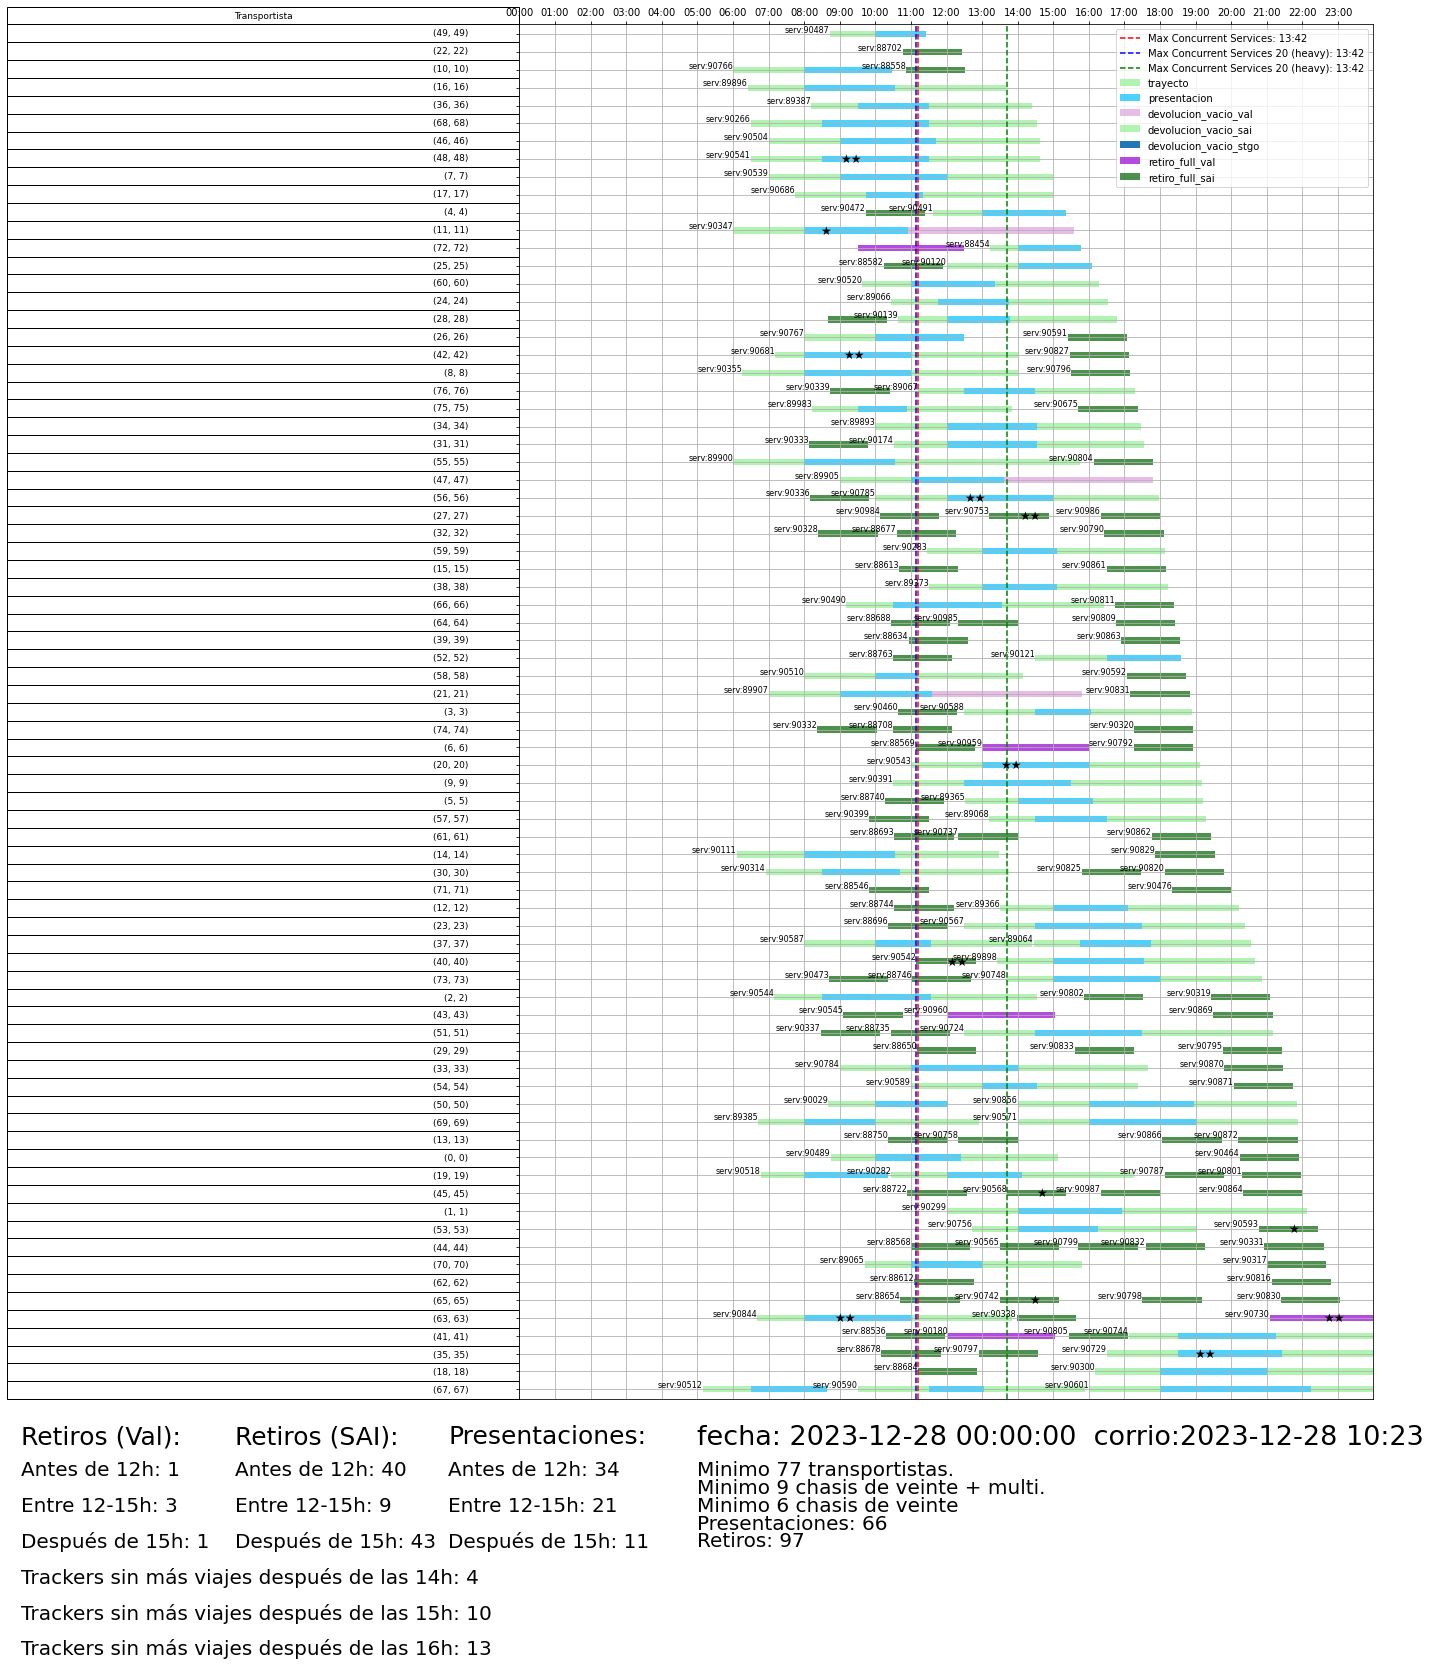 Transportista
00:00 01:00 02:00 03:00 04:00 05:00 06:00 07:00 08:00 09:00 10:00 11:00 12:00 13:00 14:00 15:00 16:00 17:00 18:00 19:00 20:00 21:00 22:00 23:00
Max Concurrent Services: 13:42
Max Concurrent Services 20 (heavy): 13:42
Max Concurrent Services 20 (heavy): 13:42
trayecto
presentacion
devolucion_vacio_val
devolucion_vacio_sai
devolucion_vacio_stgo
retiro_full_val
retiro_full_sai
(49, 49) serv:90487
(22, 22) serv:88702
(10, 10) serv:90766 serv:88558
(16, 16) serv:89896
(36, 36) serv:89387
(68, 68) serv:90266
(46, 46) serv:90504
(48, 48) serv:90541
(7, 7) serv:90539
(17, 17) serv:90686
(4, 4) serv:90472 serv:90491
(11, 11) serv:90347
(72, 72) serv:88454
(25, 25) serv:88582 serv:90120
(60, 60) serv:90520
(24, 24) serv:89066
(28, 28) serv:90139
(26, 26) serv:90767 serv:90591
(42, 42) serv:90681 serv:90827
(8, 8) serv:90355 serv:90796
(76, 76) serv:90339 serv:89067
(75, 75) serv:89983 serv:90675
(34, 34) serv:89893
(31, 31) serv:90333 serv:90174
(55, 55) serv:89900 serv:90804
(47, 47) serv:89905
(56, 56) serv:90336 serv:90785
(27, 27) serv:90984 serv:90753 serv:90986
(32, 32) serv:90328 serv:88677 serv:90790
(59, 59) serv:90283
(15, 15) serv:88613 serv:90861
(38, 38)
(66, 66) serv:90490 serv:90811
(64, 64) serv:88688 serv:90985 serv:90809
(39, 39) serv:88634 serv:90863
(52, 52) serv:88763 serv:90121
(58, 58) serv:90510 serv:90592
(21, 21) serv:89907 serv:90831
(3, 3) serv:90460 serv:90588
(74, 74) serv:90332 serv:88708 serv:90320
(6, 6) serv:88569 serv:90959 serv:90792
(20, 20) serv:90543
(9, 9) serv:90391
(5, 5) serv:88740 serv:89365
(57, 57) serv:90399 serv:89068
(61, 61) serv:88693 serv:90737 serv:90862
(14, 14) serv:90111 serv:90829
(30, 30) serv:90314 serv:90825 serv:90820
(71, 71) serv:88546 serv:90476
(12, 12) serv:88744 serv:89366
(23, 23) serv:88696 serv:90567
(37, 37) serv:90587 serv:89064
(40, 40) serv:90542 serv:89898
(73, 73) serv:90473 serv:88746 serv:90748
(2, 2) serv:90544 serv:90802 serv:90319
(43, 43) serv:90545 serv:90960 serv:90869
(51, 51) serv:90337 serv:88735 serv:90724
(29, 29) serv:88650 serv:90833 serv:90795
(33, 33) serv:90784 serv:90870
(54, 54) serv:90589 serv:90871
(50, 50) serv:90029 serv:90856
(69, 69) serv:89385 serv:90571
(13, 13) serv:88750 serv:90758 serv:90866 serv:90872
(0, 0) serv:90489 serv:90464
(19, 19) serv:90518 serv:90282 serv:90787 serv:90801
(45, 45) serv:88722 serv:90568 serv:90987 serv:90864
(1, 1) serv:90299
(53, 53) serv:90756 serv:90593
(44, 44) serv:88568 serv:90565 serv:90799 serv:90832 serv:90331
(70, 70) serv:89065 serv:90317
(62, 62) serv:88612 serv:90816
(65, 65) serv:88654 serv:90742 serv:90798 serv:90830
(63, 63) serv:90844 serv:90730
(41, 41) serv:88536 serv:90180 serv:90805 serv:90744
(35, 35) serv:88678 serv:90797 serv:90729
(18, 18) serv:88684 serv:90300
(67, 67) serv:90512 serv:90590 serv:90601
Retiros (Val): Retiros (SAI): Presentaciones: fecha: 2023-12-28 00:00:00 corrio:2023-12-28 10:23
Antes de 12h: 1 Antes de 12h: 40 Antes de 12h: 34 Minimo 77 transportistas.
Minimo 9 chasis de veinte + multi.
Entre 12-15h: 3 Entre 12-15h: 9 Entre 12-15h: 21 Minimo 6 chasis de veinte
Presentaciones: 66
Después de 15h: 1 Después de 15h: 43 Después de 15h: 11 Retiros: 97
Trackers sin más viajes después de las 14h: 4
Trackers sin más viajes después de las 15h: 10
Trackers sin más viajes después de las 16h: 13